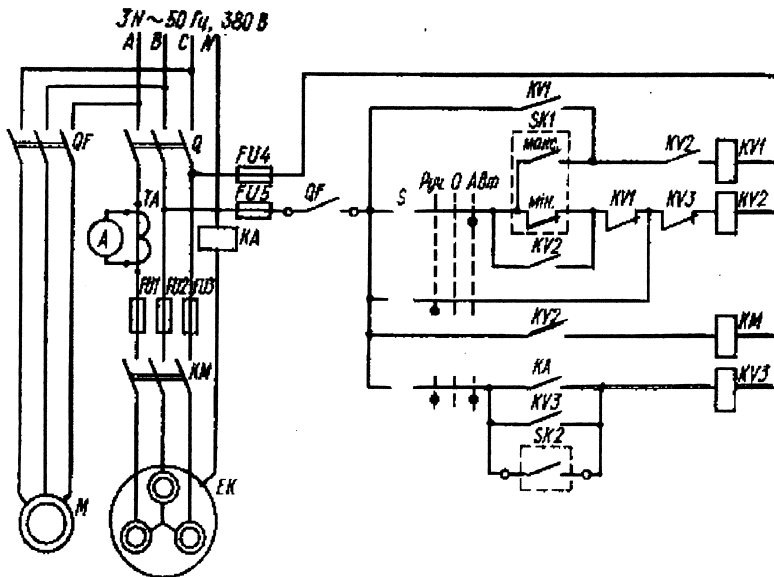 3N ~ 50 Гц, 380 В
A B C N
QF
Q
FU4
FU5
QF
TA
A
KA
FU1 FU2 FU3
KM
EK
M
KV1
SK1
макс.
KV2
KV1
Руч. О Авт
S
мін.
KV1
KV3
KV2
KV2
KV2
KM
KA
KV3
KV3
SK2